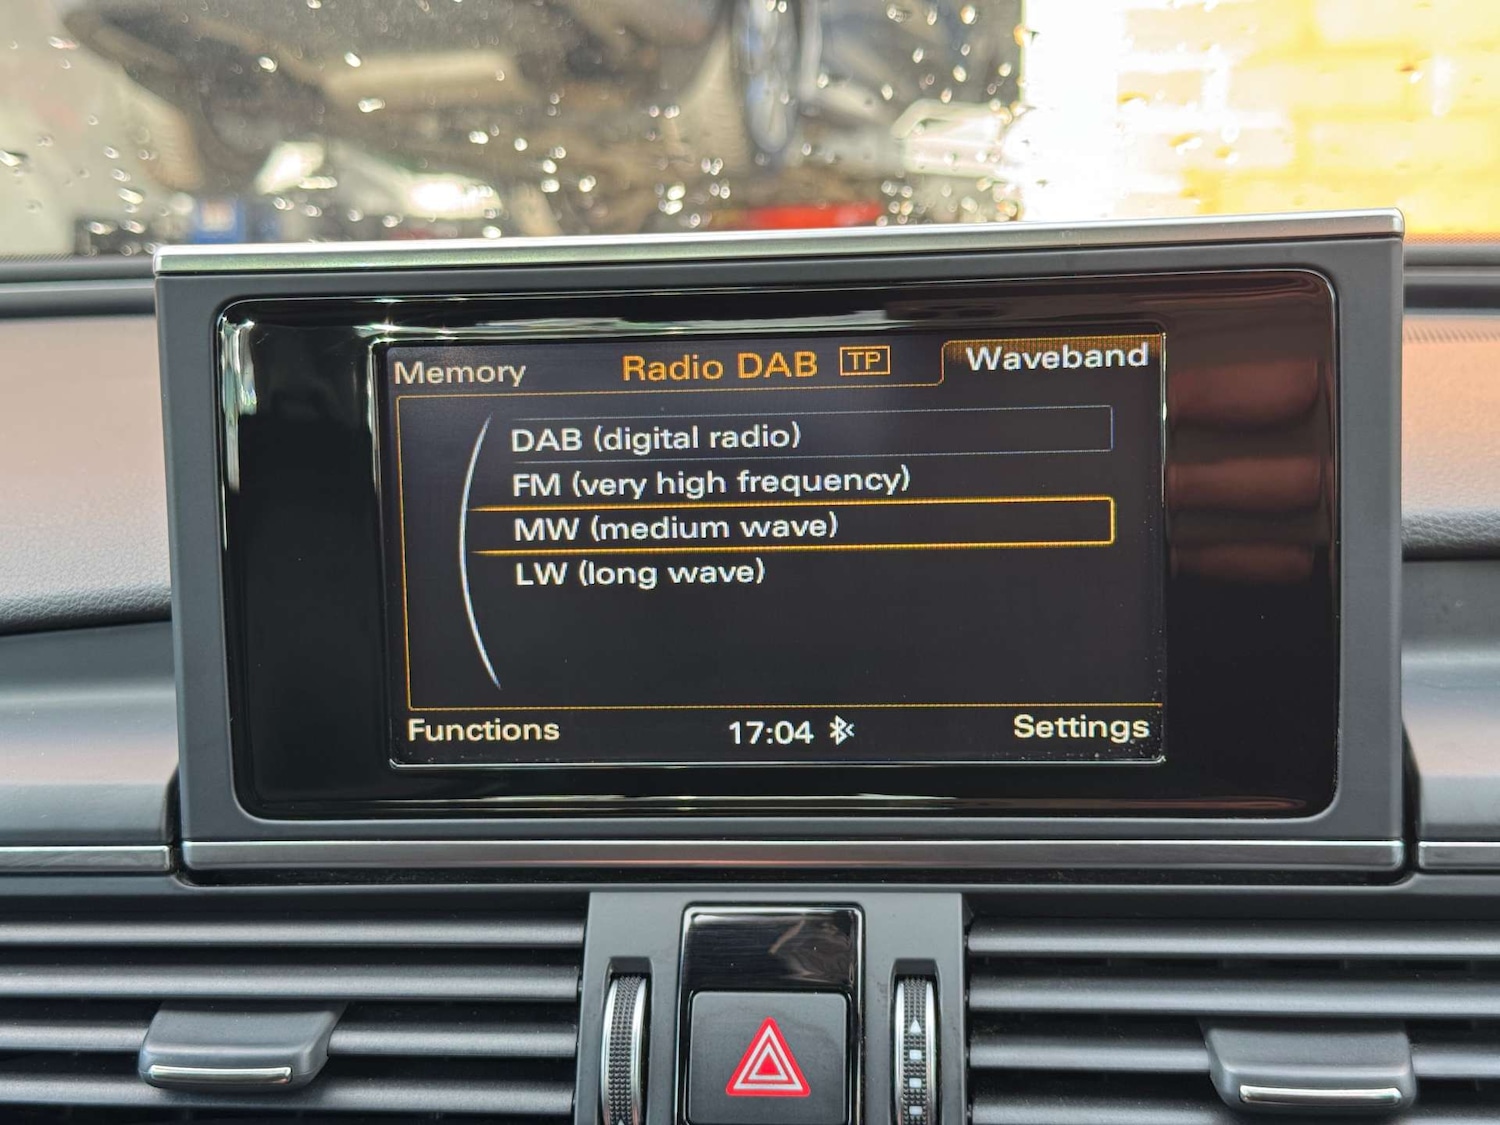 Memory Radio DAB TP Waveband
DAB (digital radio)
FM (very high frequency)
MW (medium wave)
LW (long wave)
Functions 17:04 Settings